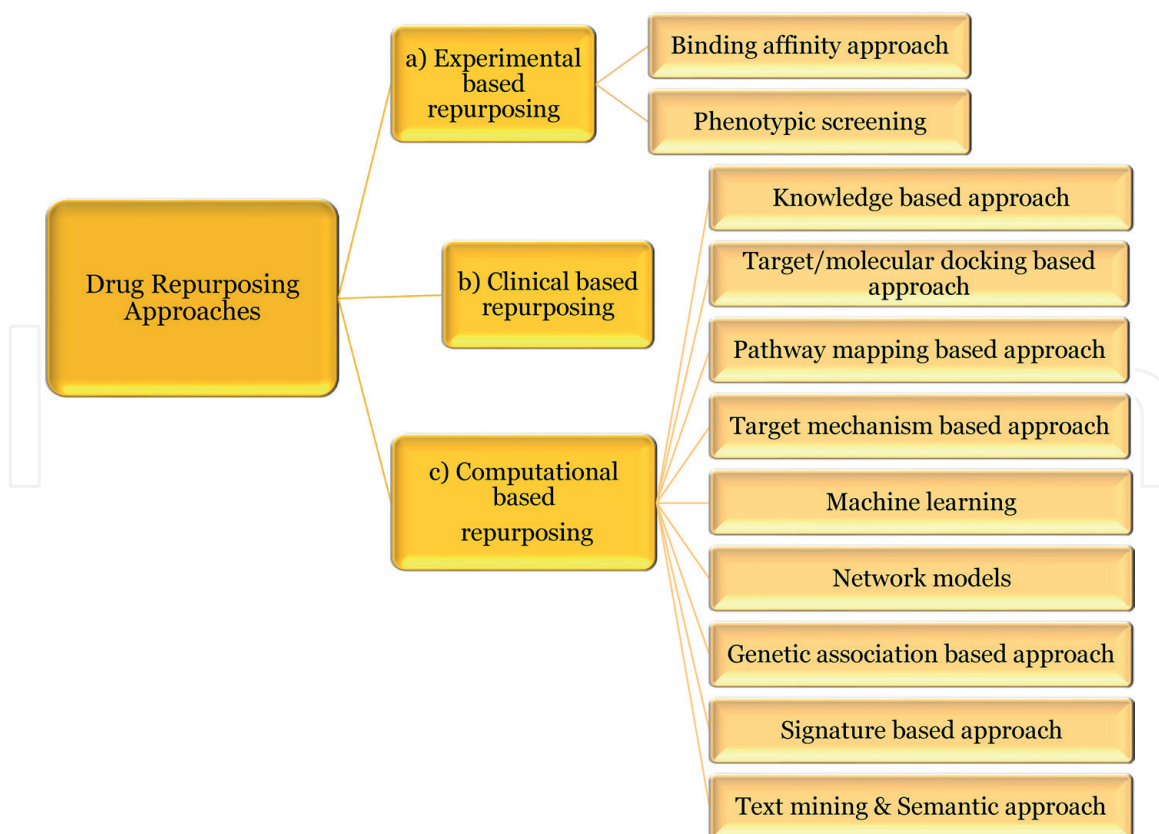 Drug Repurposing
Approaches
a) Experimental
based
repurposing
Binding affinity approach
Phenotypic screening
b) Clinical based
repurposing
c) Computational
based
repurposing
Knowledge based approach
Target/molecular docking based
approach
Pathway mapping based approach
Target mechanism based approach
Machine learning
Network models
Genetic association based approach
Signature based approach
Text mining & Semantic approach